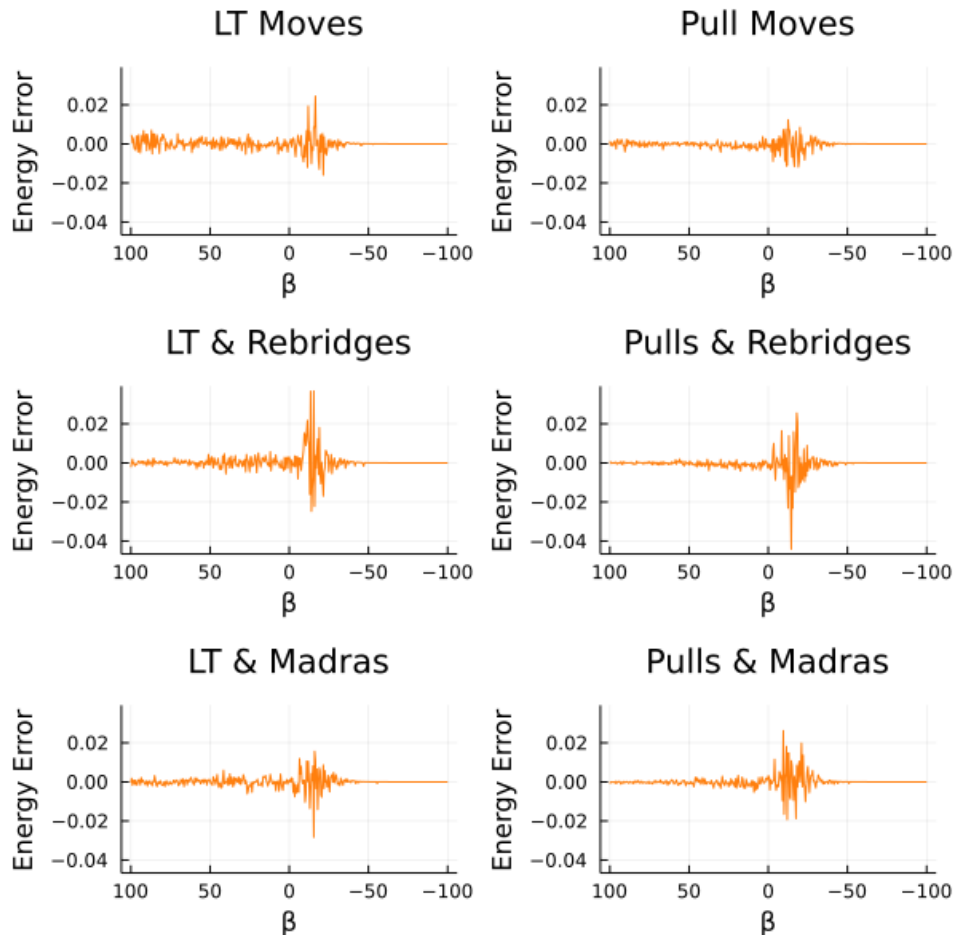 LT Moves
Energy Error
0.02
0.00
−0.02
−0.04
100 50 0 −50 −100
β
Pull Moves
Energy Error
0.02
0.00
−0.02
−0.04
100 50 0 −50 −100
β
LT & Rebridges
Energy Error
0.02
0.00
−0.02
−0.04
100 50 0 −50 −100
β
Pulls & Rebridges
Energy Error
0.02
0.00
−0.02
−0.04
100 50 0 −50 −100
β
LT & Madras
Energy Error
0.02
0.00
−0.02
−0.04
100 50 0 −50 −100
β
Pulls & Madras
Energy Error
0.02
0.00
−0.02
−0.04
100 50 0 −50 −100
β